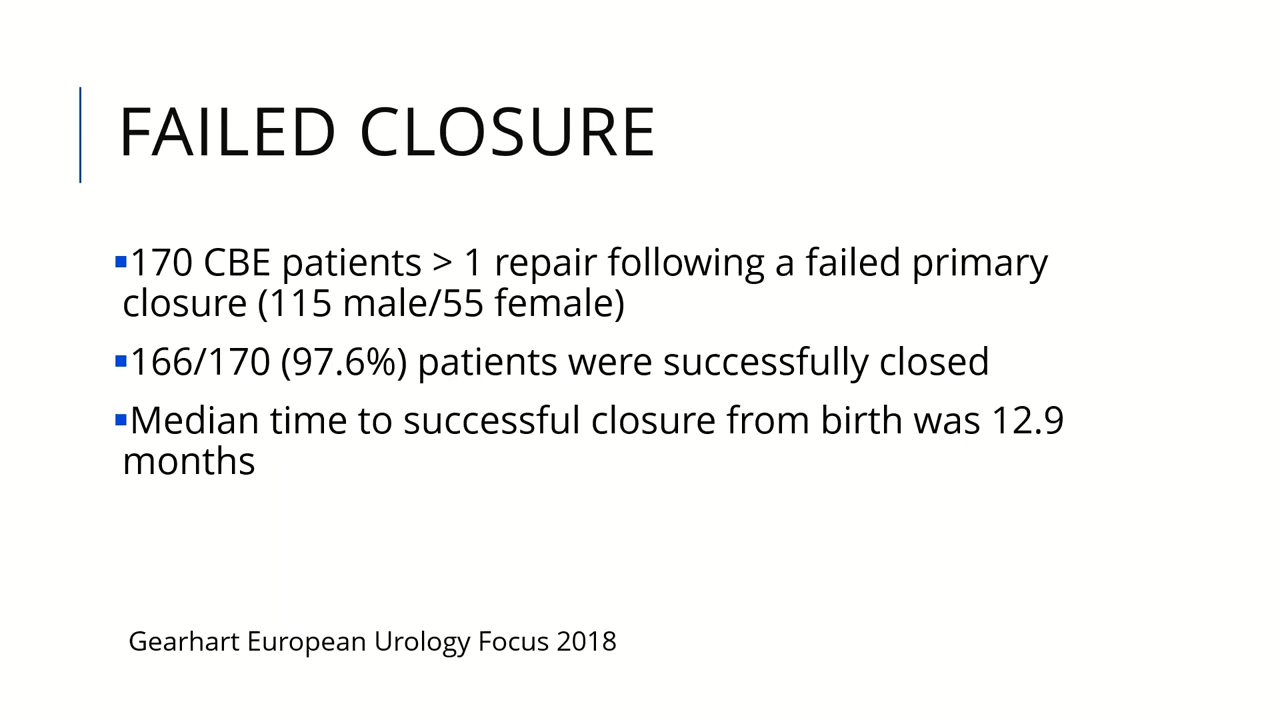 FAILED CLOSURE
▪170 CBE patients > 1 repair following a failed primary
closure (115 male/55 female)
▪166/170 (97.6%) patients were successfully closed
▪Median time to successful closure from birth was 12.9
months
Gearhart European Urology Focus 2018